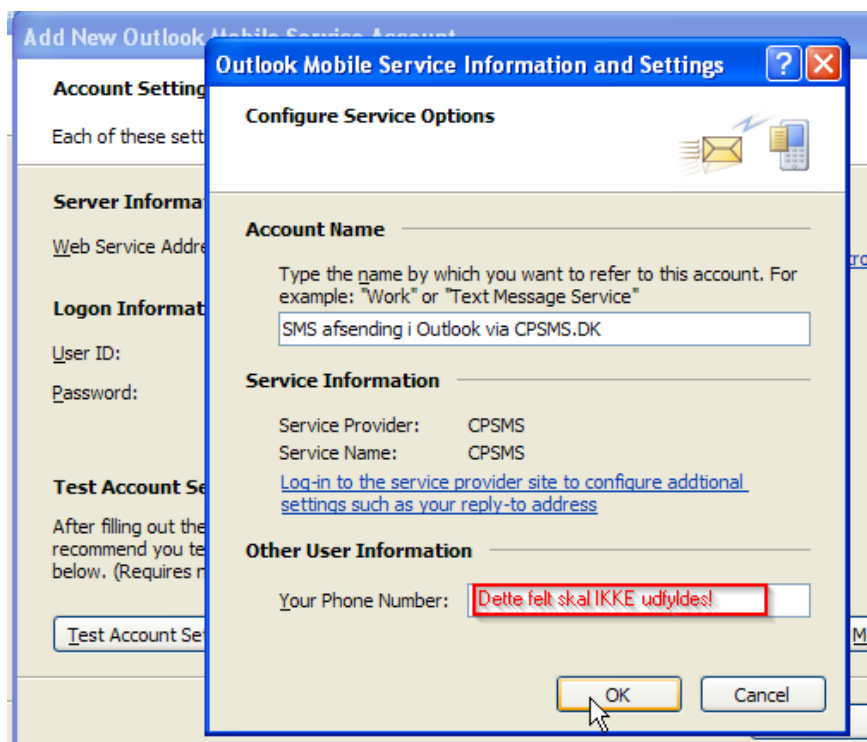 Add New Outlook Mobile Service Account
Account Setting
Each of these sett
Server Informa
Web Service Addre
Logon Informat
User ID:
Password:
Test Account Se
After filling out the
recommend you te
below. (Requires n
Test Account Set
Outlook Mobile Service Information and Settings
Configure Service Options
Account Name
Type the name by which you want to refer to this account. For
example: "Work" or "Text Message Service"
SMS afsending i Outlook via CPSMS.DK
Service Information
Service Provider: CPSMS
Service Name: CPSMS
Log-in to the service provider site to configure addtional
settings such as your reply-to address
Other User Information
Your Phone Number: Dette felt skal IKKE udfyldes!
OK Cancel
M